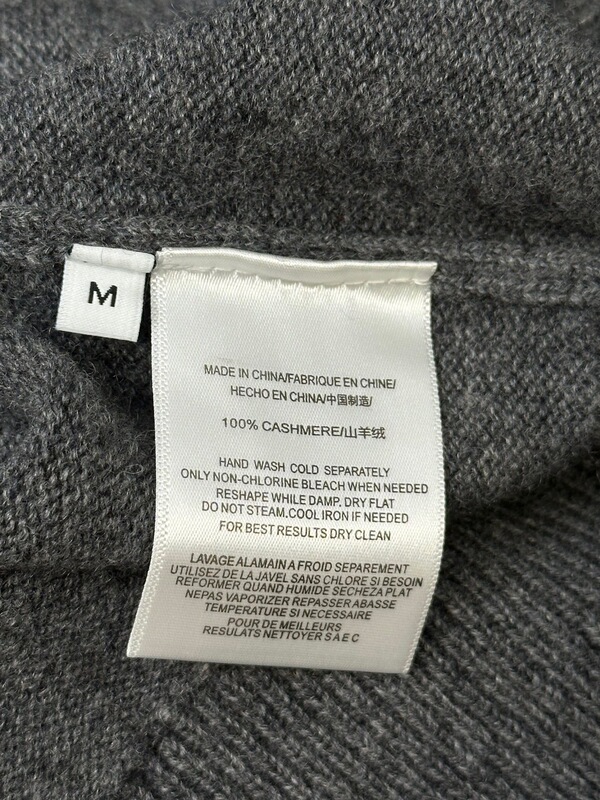 M
MADE IN CHINA/FABRIQUE EN CHINE/
HECHO EN CHINA/中国制造/
100% CASHMERE/山羊绒
HAND WASH COLD SEPARATELY
ONLY NON-CHLORINE BLEACH WHEN NEEDED
RESHAPE WHILE DAMP. DRY FLAT
DO NOT STEAM.COOL IRON IF NEEDED
FOR BEST RESULTS DRY CLEAN
LAVAGE ALAMAIN A FROID SEPAREMENT
UTILISEZ DE LA JAVEL SANS CHLORE SI BESOIN
REFORMER QUAND HUMIDE SECHEZA PLAT
NEPAS VAPORIZER REPASSER ABASSE
TEMPERATURE SI NECESSAIRE
POUR DE MEILLEURS
RESULATS NETTOYER S A E C